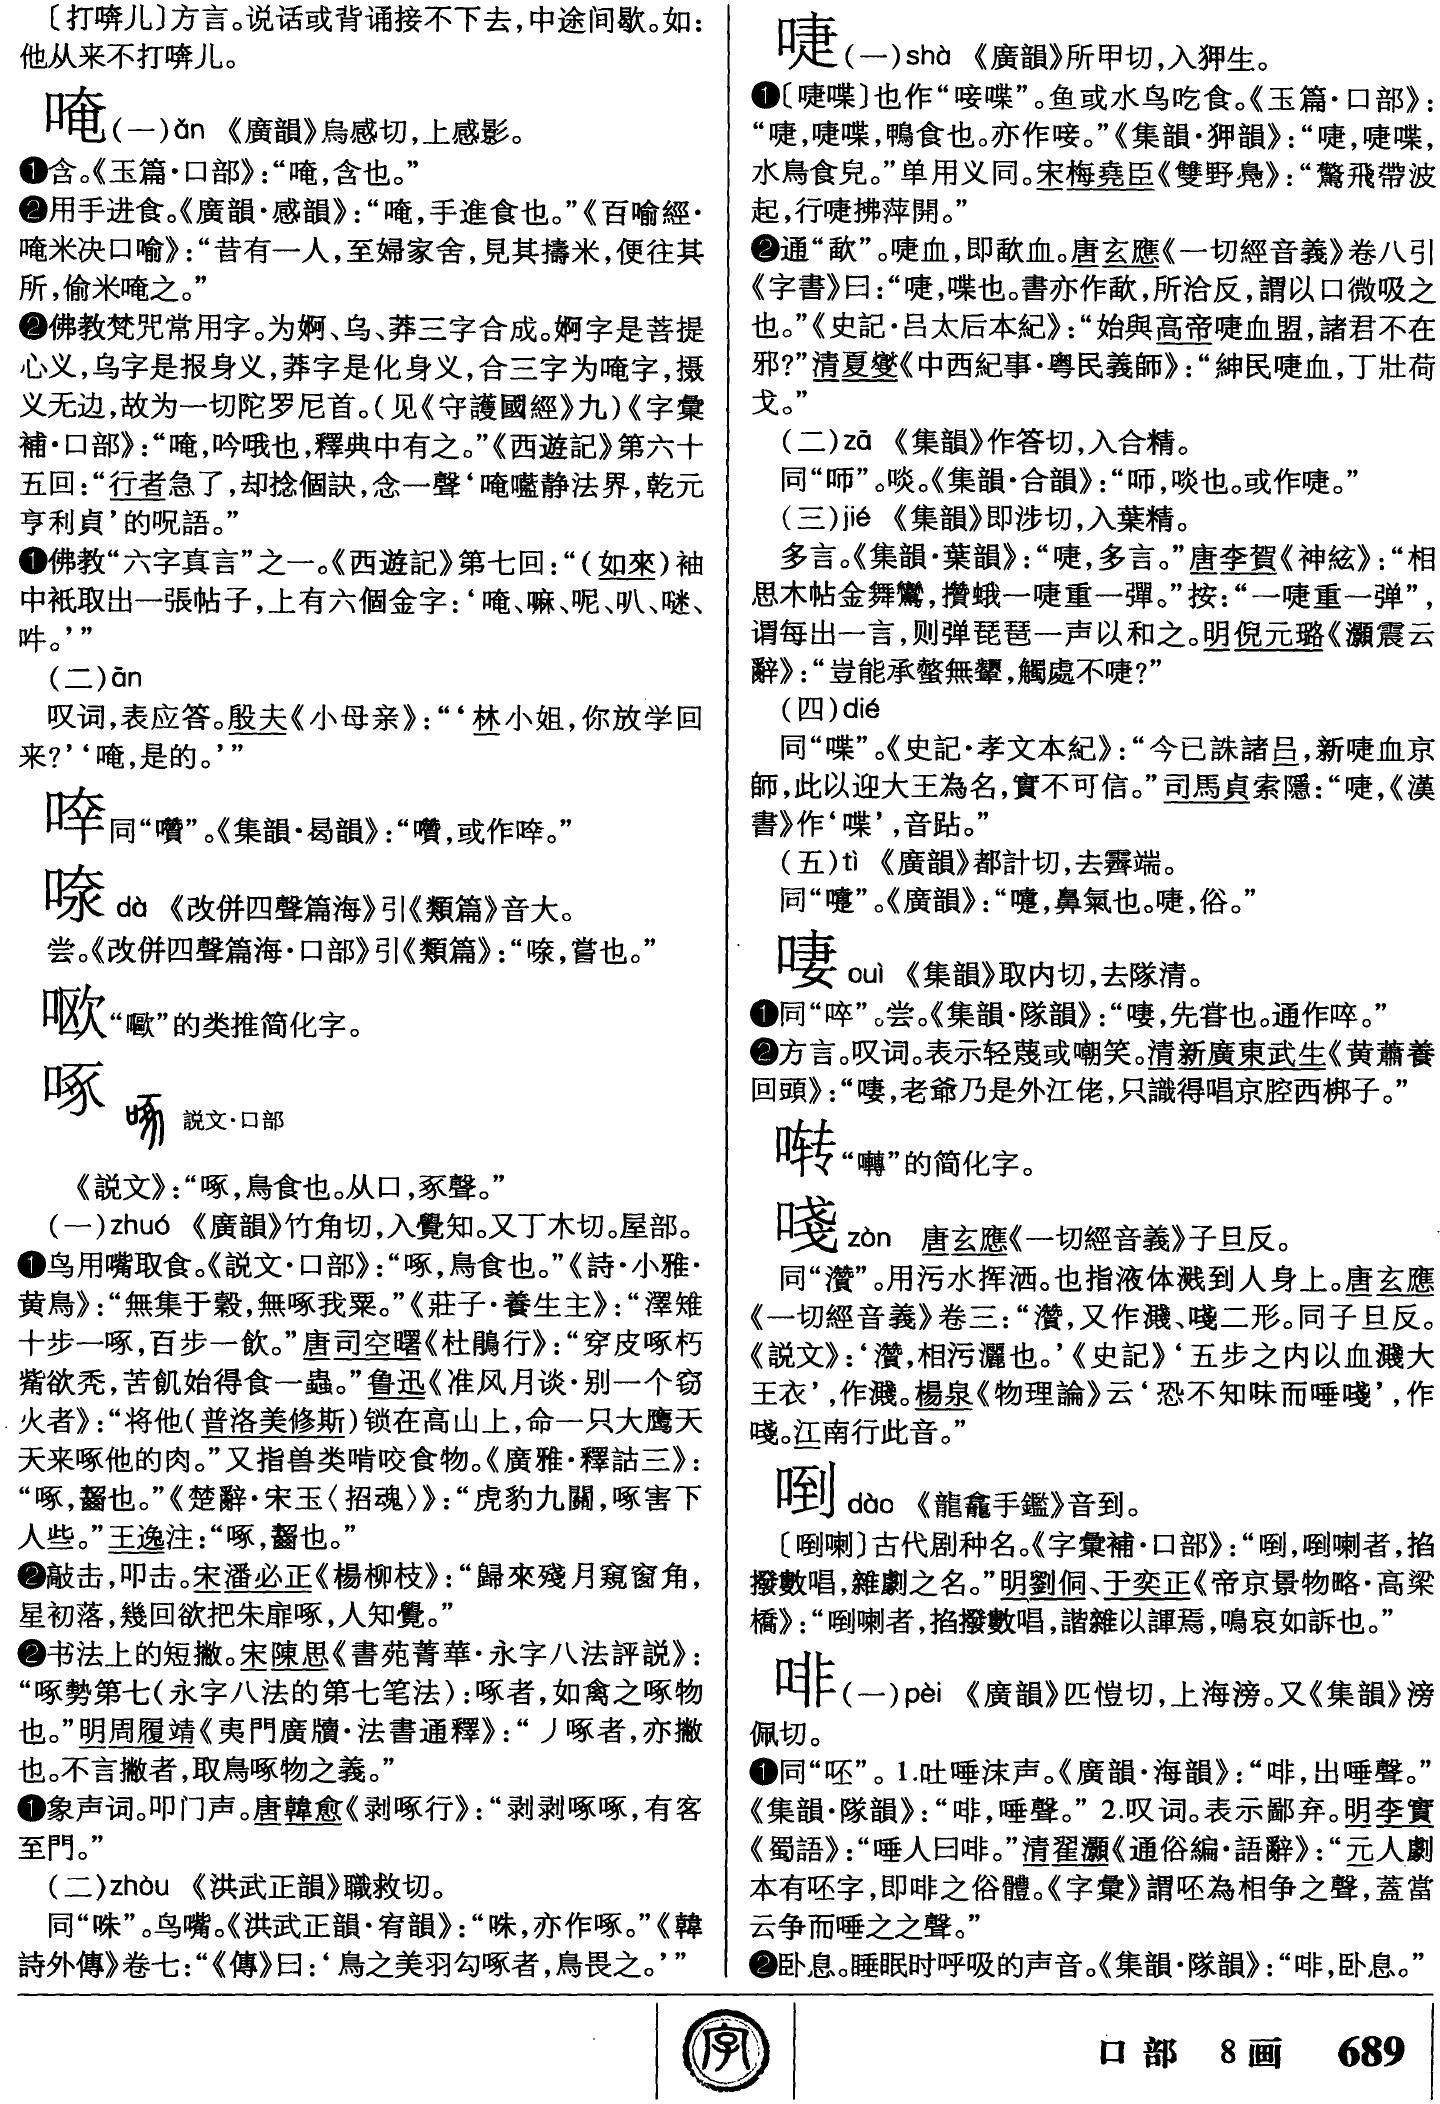 〔打嗙儿〕方言。说话或背诵接不下去,中途间歇。如:
他从来不打嗙儿。
唵(一)ǎn 《廣韻》烏感切,上感影。
❶含。《玉篇·口部》:“唵,含也。”
❷用手进食。《廣韻·感韻》:“唵,手進食也。”《百喻經·
唵米决口喻》:“昔有一人,至婦家舍,見其擣米,便往其
所,偷米唵之。”
❷佛教梵咒常用字。为婀、乌、莽三字合成。婀字是菩提
心义,乌字是报身义,莽字是化身义,合三字为唵字,摄
义无边,故为一切陀罗尼首。(见《守護國經》九)《字彙
補·口部》:“唵,吟哦也,釋典中有之。”《西遊記》第六十
五回:“行者急了,却捻個訣,念一聲‘唵囕静法界,乾元
亨利貞’的呪語。”
❶佛教“六字真言”之一。《西遊記》第七回:“(如來)袖
中祇取出一張帖子,上有六個金字:‘唵、嘛、呢、叭、𠺗、
吽。’”
(二)ān
叹词,表应答。殷夫《小母亲》:“‘林小姐,你放学回
来?’‘唵,是的。’”
啐同“囋”。《集韻·曷韻》:“囋,或作啐。”
dà 《改併四聲篇海》引《類篇》音大。
尝。《改併四聲篇海·口部》引《類篇》:“,嘗也。”
“歐”的类推简化字。
啄 説文·口部
《説文》:“啄,鳥食也。从口,豖聲。”
(一)zhuó 《廣韻》竹角切,入覺知。又丁木切。屋部。
❶鸟用嘴取食。《説文·口部》:“啄,鳥食也。”《詩·小雅·
黄鳥》:“無集于榖,無啄我粟。”《莊子·養生主》:“澤雉
十步一啄,百步一飲。”唐司空曙《杜鵑行》:“穿皮啄朽
觜欲秃,苦飢始得食一蟲。”鲁迅《准风月谈·别一个窃
火者》:“将他(普洛美修斯)锁在高山上,命一只大鹰天
天来啄他的肉。”又指兽类啃咬食物。《廣雅·釋詁三》:
“啄,齧也。”《楚辭·宋玉〈招魂〉》:“虎豹九關,啄害下
人些。”王逸注:“啄,齧也。”
❷敲击,叩击。宋潘必正《楊柳枝》:“歸來殘月窺窗角,
星初落,幾回欲把朱扉啄,人知覺。”
❷书法上的短撇。宋陳思《書苑菁華·永字八法評説》:
“啄勢第七(永字八法的第七笔法):啄者,如禽之啄物
也。”明周履靖《夷門廣牘·法書通釋》:“丿啄者,亦撇
也。不言撇者,取鳥啄物之義。”
❶象声词。叩门声。唐韓愈《剥啄行》:“剥剥啄啄,有客
至門。”
(二)zhòu 《洪武正韻》職救切。
同“咮”。鸟嘴。《洪武正韻·宥韻》:“咮,亦作啄。”《韓
詩外傳》卷七:“《傳》曰:‘鳥之美羽勾啄者,鳥畏之。’”
啑(一)shà 《廣韻》所甲切,入狎生。
❶〔啑喋〕也作“唼喋”。鱼或水鸟吃食。《玉篇·口部》:
“啑,啑喋,鴨食也。亦作唼。”《集韻·狎韻》:“啑,啑喋,
水鳥食皃。”单用义同。宋梅堯臣《雙野鳧》:“驚飛帶波
起,行啑拂萍開。”
❷通“歃”。啑血,即歃血。唐玄應《一切經音義》卷八引
《字書》曰:“啑,喋也。書亦作歃,所洽反,謂以口微吸之
也。”《史記·吕太后本紀》:“始與高帝啑血盟,諸君不在
邪?”清夏燮《中西紀事·粤民義師》:“紳民啑血,丁壯荷
戈。”
(二)zā 《集韻》作答切,入合精。
同“咂”。啖。《集韻·合韻》:“咂,啖也。或作啑。”
(三)jié 《集韻》即涉切,入葉精。
多言。《集韻·葉韻》:“啑,多言。”唐李賀《神絃》:“相
思木帖金舞鸞,攢蛾一啑重一彈。”按:“一啑重一弹”,
谓每出一言,则弹琵琶一声以和之。明倪元璐《灝震云
辭》:“豈能承螯無顰,觸處不啑?”
(四)dié
同“喋”。《史記·孝文本紀》:“今已誅諸吕,新啑血京
師,此以迎大王為名,實不可信。”司馬貞索隱:“啑,《漢
書》作‘喋’,音跕。”
(五)tì 《廣韻》都計切,去霽端。
同“嚏”。《廣韻》:“嚏,鼻氣也。啑,俗。”
啛 ouì 《集韻》取内切,去隊清。
❶同“啐”。尝。《集韻·隊韻》:“啛,先嘗也。通作啐。”
❷方言。叹词。表示轻蔑或嘲笑。清新廣東武生《黄蕭養
回頭》:“啛,老爺乃是外江佬,只識得唱京腔西梆子。”
啭“囀”的简化字。
㗔 zòn 唐玄應《一切經音義》子旦反。
同“灒”。用污水挥洒。也指液体溅到人身上。唐玄應
《一切經音義》卷三:“灒,又作濺、㗔二形。同子旦反。
《説文》:‘灒,相污灑也。’《史記》‘五步之内以血濺大
王衣’,作濺。楊泉《物理論》云‘恐不知味而唾㗔’,作
㗔。江南行此音。”
㖶 dào 《龍龕手鑑》音到。
〔㖶喇〕古代剧种名。《字彙補·口部》:“㖶,㖶喇者,掐
撥數唱,雜劇之名。”明劉侗、于奕正《帝京景物略·高梁
橋》:“㖶喇者,掐撥數唱,諧雜以諢焉,鳴哀如訴也。”
啡(一)pèi 《廣韻》匹愷切,上海滂。又《集韻》滂
佩切。
❶同“呸”。1.吐唾沫声。《廣韻·海韻》:“啡,出唾聲。”
《集韻·隊韻》:“啡,唾聲。” 2.叹词。表示鄙弃。明李實
《蜀語》:“唾人曰啡。”清翟灝《通俗編·語辭》:“元人劇
本有呸字,即啡之俗體。《字彙》謂呸為相争之聲,蓋當
云争而唾之之聲。”
❷卧息。睡眠时呼吸的声音。《集韻·隊韻》:“啡,卧息。”
字
口部 8画 689